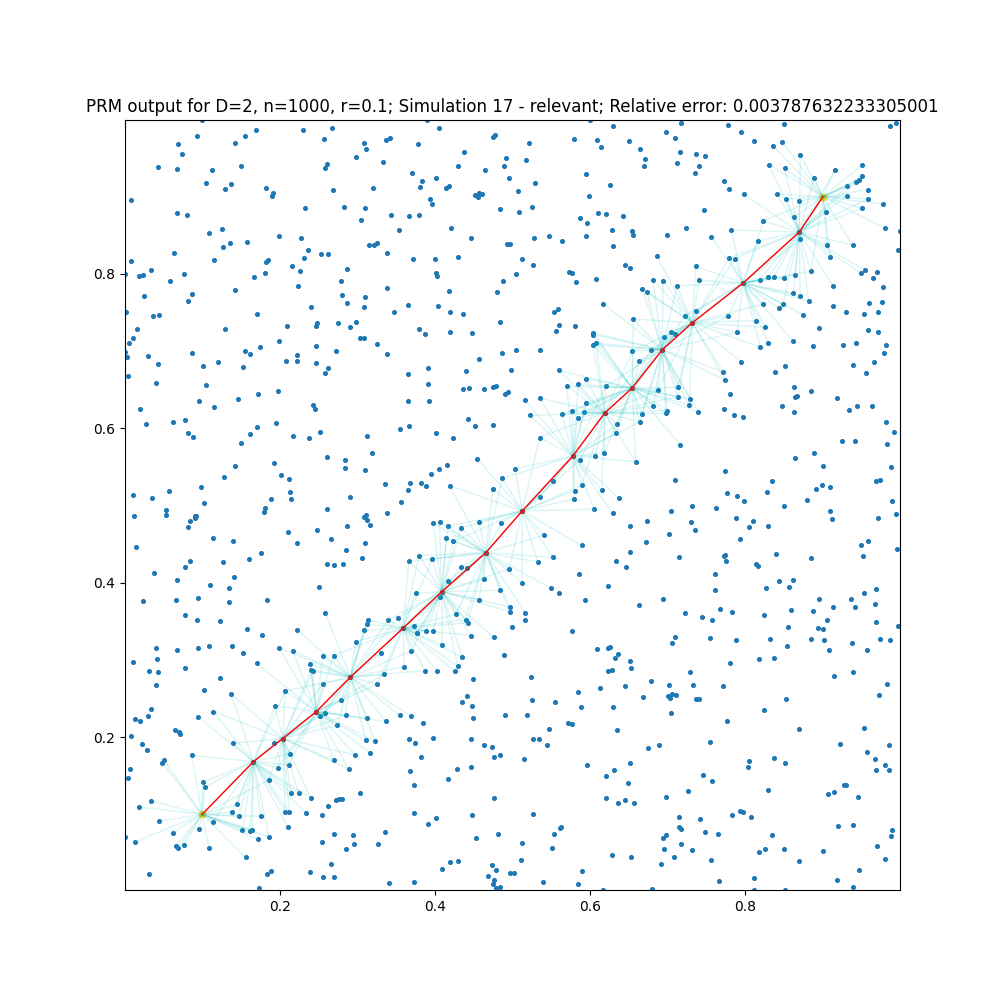 PRM output for D=2, n=1000, r=0.1; Simulation 17 - relevant; Relative error: 0.003787632233305001
0.8
0.6
0.4
0.2
0.2 0.4 0.6 0.8